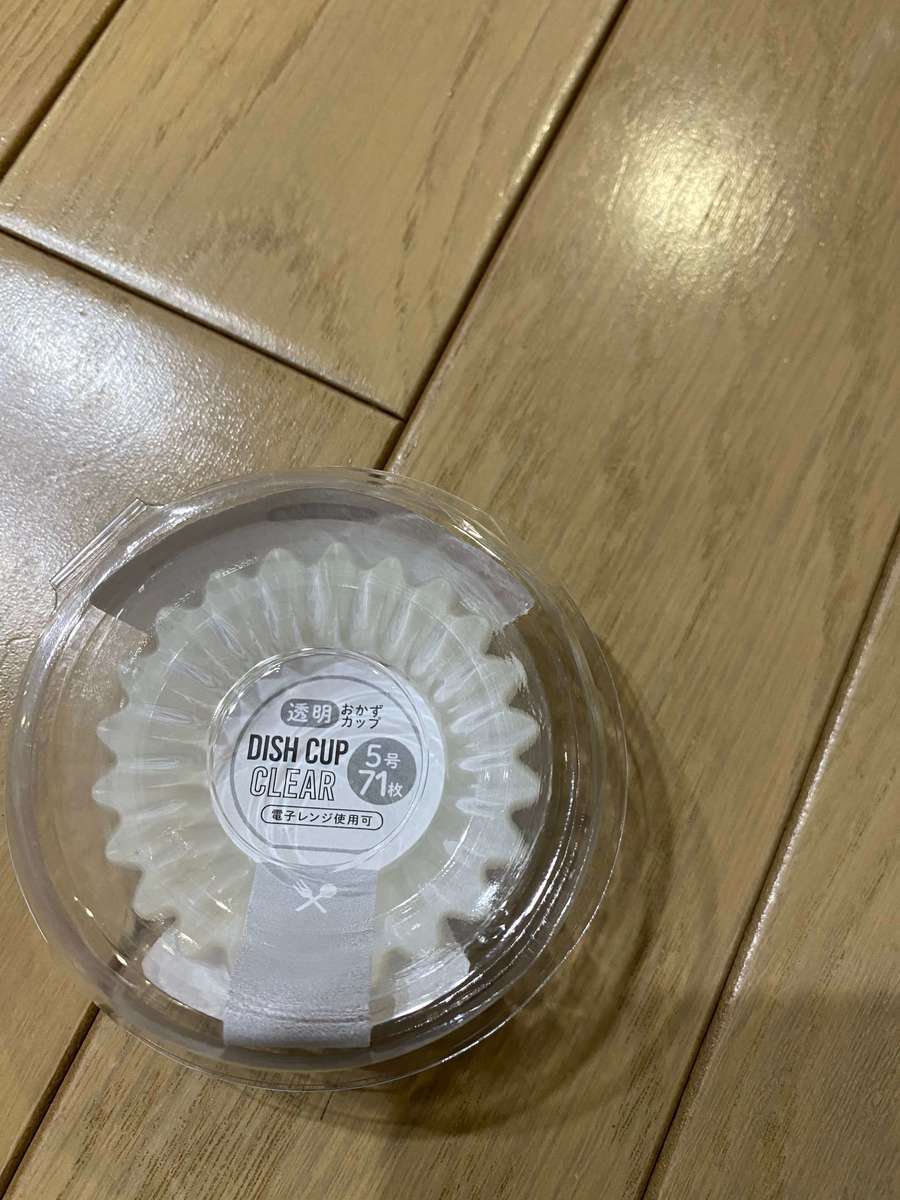 透明 おかず
カップ
DISH CUP
CLEAR
5号
71枚
電子レンジ使用可